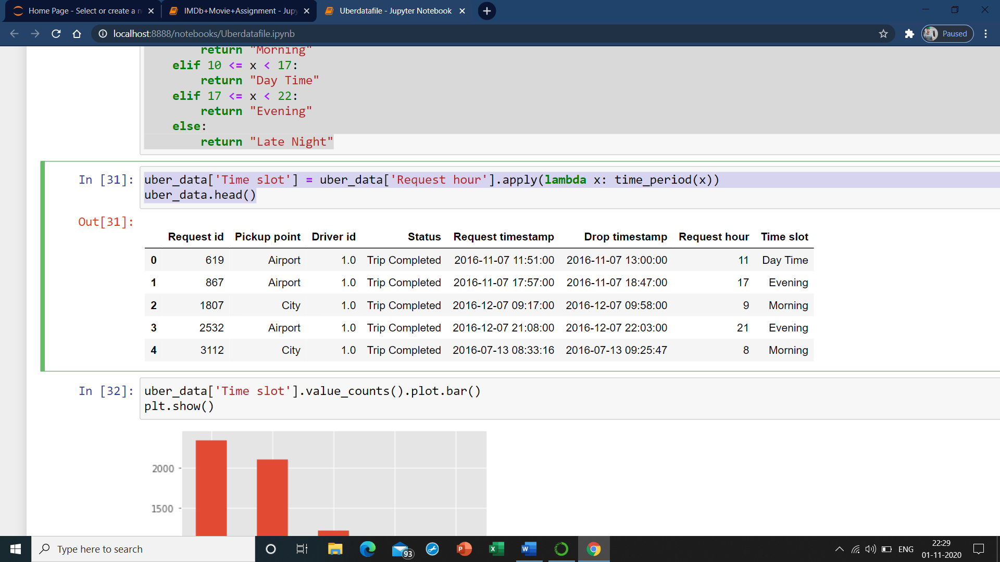 Home Page - Select or create a n
IMDb+Movie+Assignment - Jupy
Uberdatafile - Jupyter Notebook
localhost:8888/notebooks/Uberdatafile.ipynb
Paused
return "Morning"
elif 10 <= x < 17:
return "Day Time"
elif 17 <= x < 22:
return "Evening"
else:
return "Late Night"
In [31]: uber_data['Time slot'] = uber_data['Request hour'].apply(lambda x: time_period(x))
uber_data.head()
Out[31]:
Request id Pickup point Driver id Status Request timestamp Drop timestamp Request hour Time slot
0 619 Airport 1.0 Trip Completed 2016-11-07 11:51:00 2016-11-07 13:00:00 11 Day Time
1 867 Airport 1.0 Trip Completed 2016-11-07 17:57:00 2016-11-07 18:47:00 17 Evening
2 1807 City 1.0 Trip Completed 2016-12-07 09:17:00 2016-12-07 09:58:00 9 Morning
3 2532 Airport 1.0 Trip Completed 2016-12-07 21:08:00 2016-12-07 22:03:00 21 Evening
4 3112 City 1.0 Trip Completed 2016-07-13 08:33:16 2016-07-13 09:25:47 8 Morning
In [32]: uber_data['Time slot'].value_counts().plot.bar()
plt.show()
2000
1500
Type here to search
93
ENG
22:29
01-11-2020